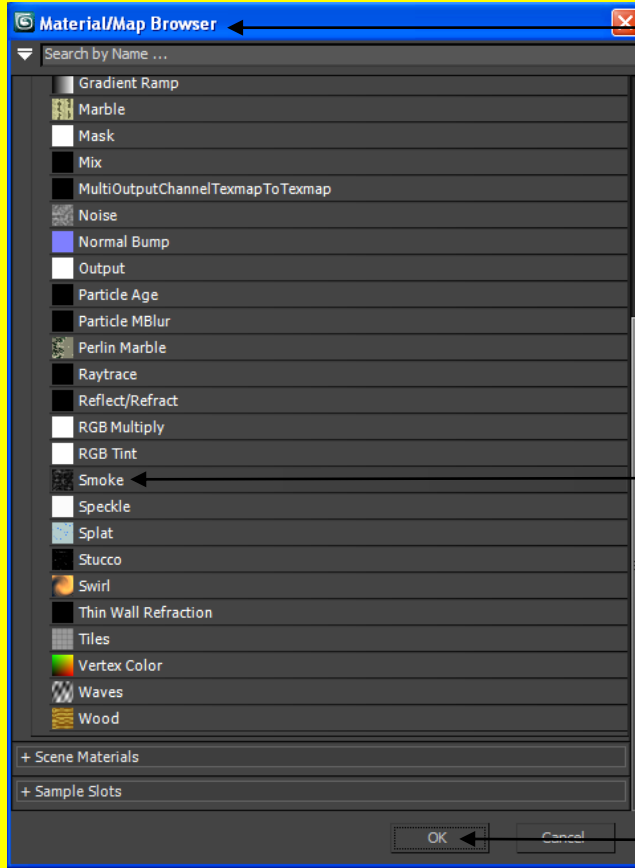 Material/Map Browser
Search by Name ...
Gradient Ramp
Marble
Mask
Mix
MultiOutputChannelTexmapToTexmap
Noise
Normal Bump
Output
Particle Age
Particle MBlur
Perlin Marble
Raytrace
Reflect/Refract
RGB Multiply
RGB Tint
Smoke
Speckle
Splat
Stucco
Swirl
Thin Wall Refraction
Tiles
Vertex Color
Waves
Wood
+ Scene Materials
+ Sample Slots
OK Cancel